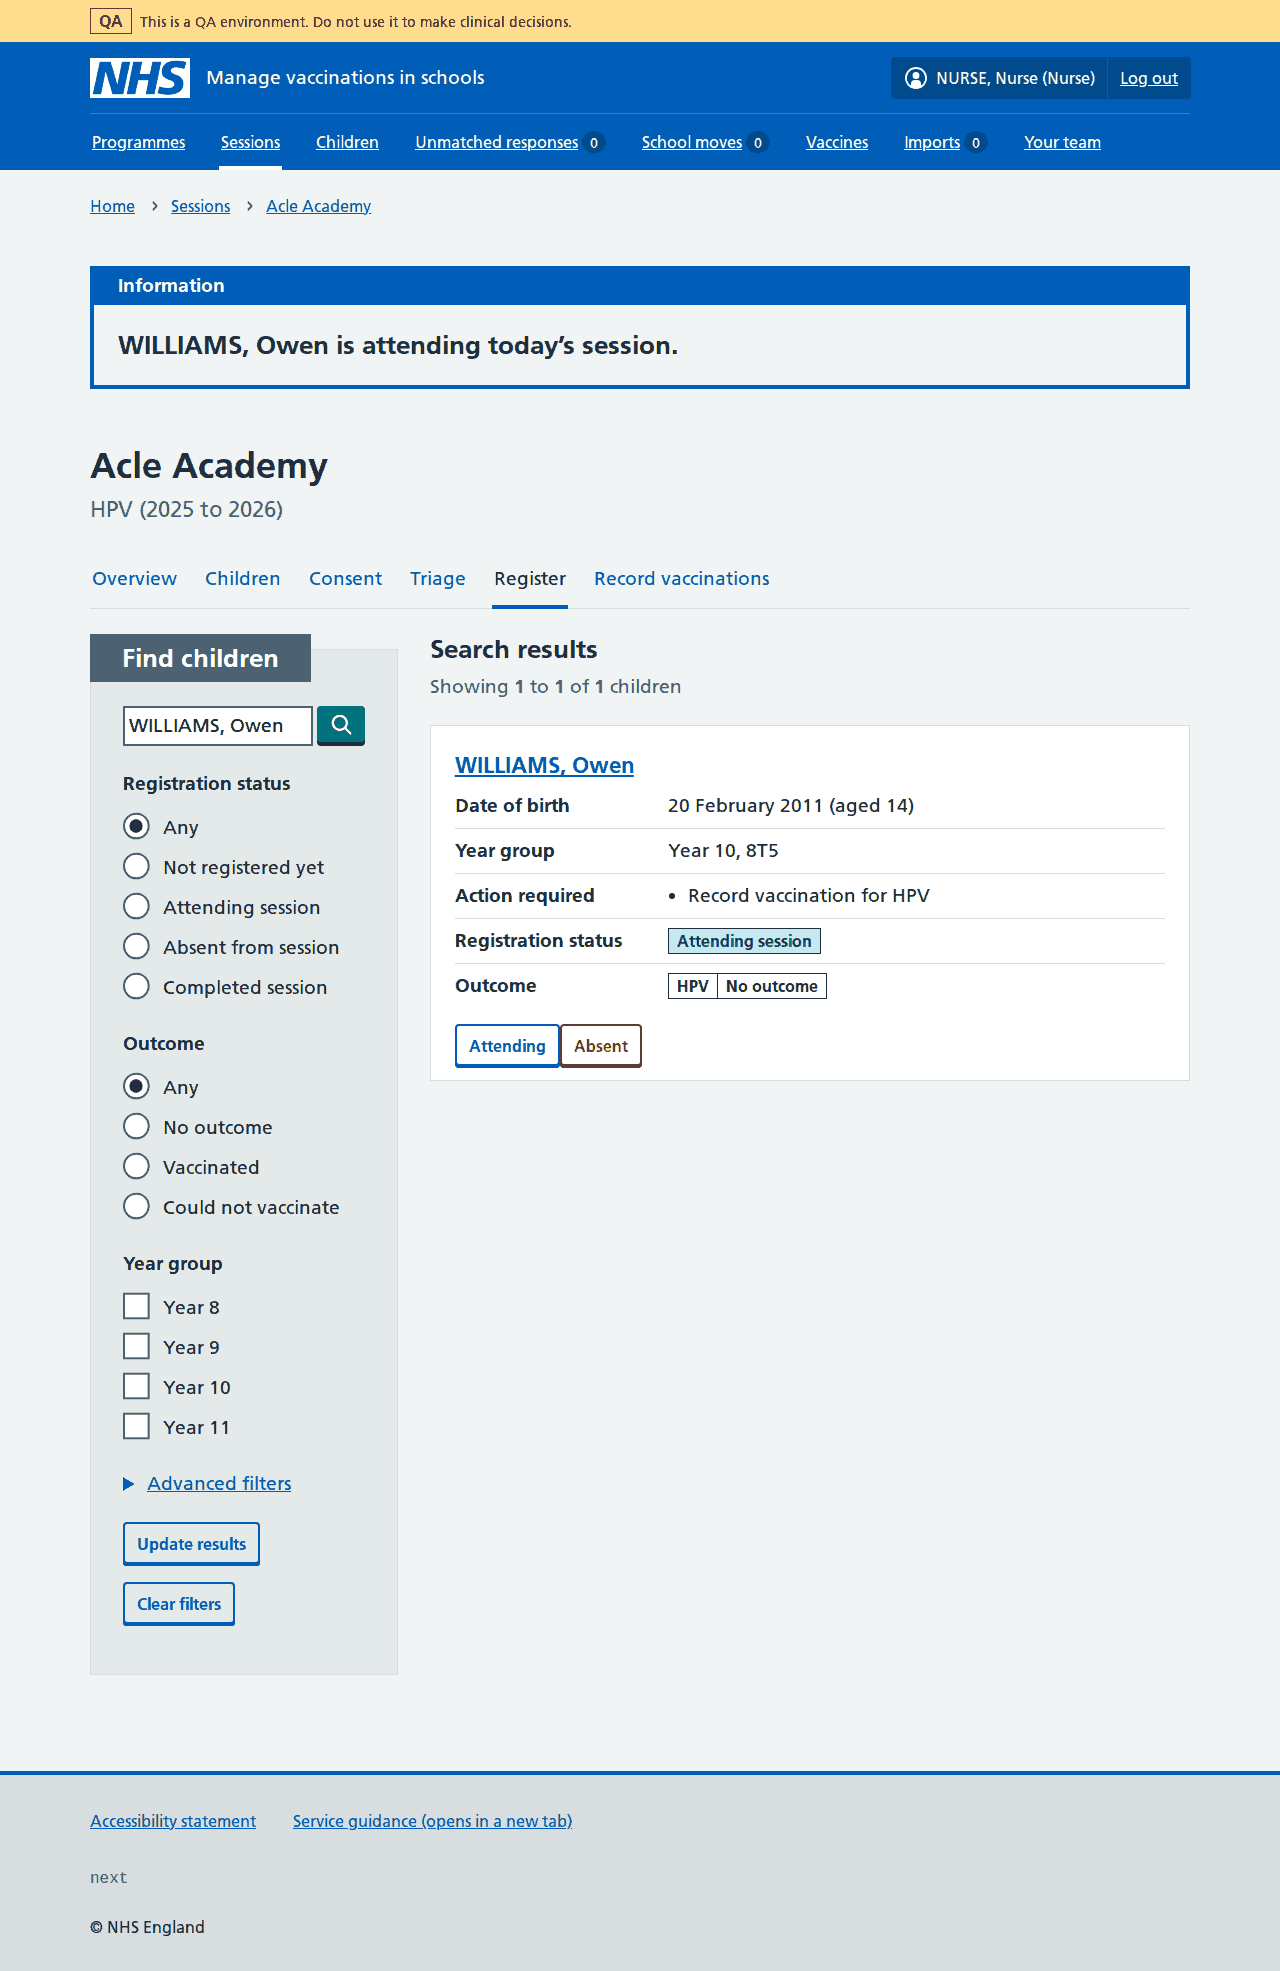 QA This is a QA environment. Do not use it to make clinical decisions.
NHS Manage vaccinations in schools NURSE, Nurse (Nurse) Log out
Programmes Sessions Children Unmatched responses 0 School moves 0 Vaccines Imports 0 Your team
Home Sessions Acle Academy
Information
WILLIAMS, Owen is attending today’s session.
Acle Academy
HPV (2025 to 2026)
Overview Children Consent Triage Register Record vaccinations
Find children
WILLIAMS, Owen
Registration status
Any
Not registered yet
Attending session
Absent from session
Completed session
Outcome
Any
No outcome
Vaccinated
Could not vaccinate
Year group
Year 8
Year 9
Year 10
Year 11
Advanced filters
Update results
Clear filters
Search results
Showing 1 to 1 of 1 children
WILLIAMS, Owen
Date of birth 20 February 2011 (aged 14)
Year group Year 10, 8T5
Action required • Record vaccination for HPV
Registration status Attending session
Outcome HPV No outcome
Attending Absent
Accessibility statement Service guidance (opens in a new tab)
next
© NHS England